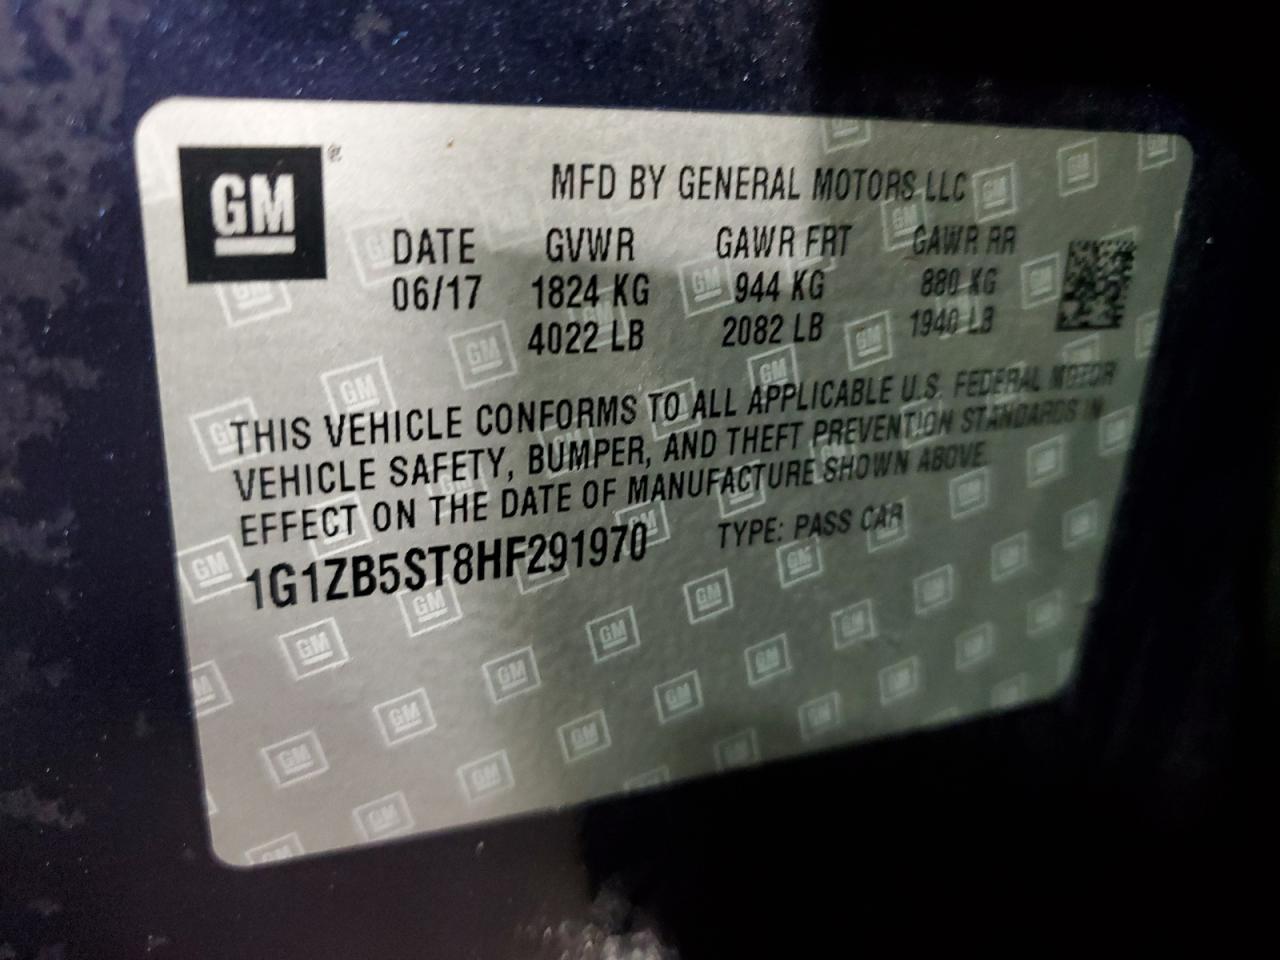 GM
MFD BY GENERAL MOTORS LLC
DATE GVWR GAWR FRT GAWR RR
06/17 1824 KG 944 KG 880 KG
4022 LB 2082 LB 1940 LB
THIS VEHICLE CONFORMS TO ALL APPLICABLE U.S. FEDERAL MOTOR
VEHICLE SAFETY, BUMPER, AND THEFT PREVENTION STANDARDS IN
EFFECT ON THE DATE OF MANUFACTURE SHOWN ABOVE.
1G1ZB5ST8HF291970 TYPE: PASS CAR